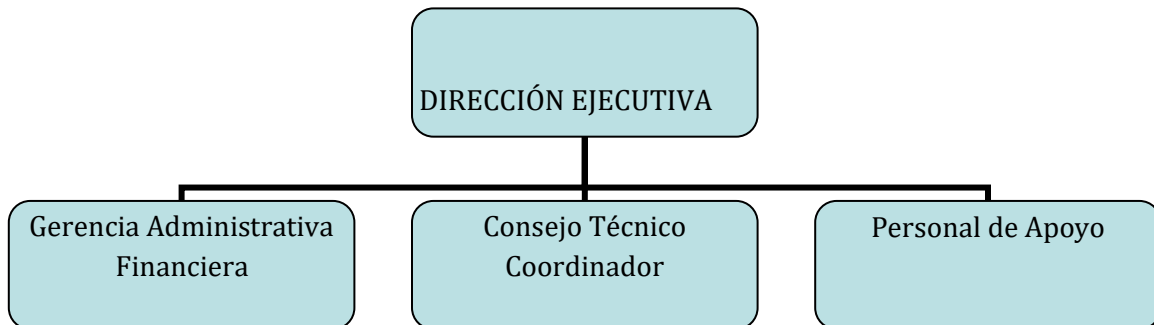 DIRECCIÓN EJECUTIVA
Gerencia Administrativa
Financiera
Consejo Técnico
Coordinador
Personal de Apoyo